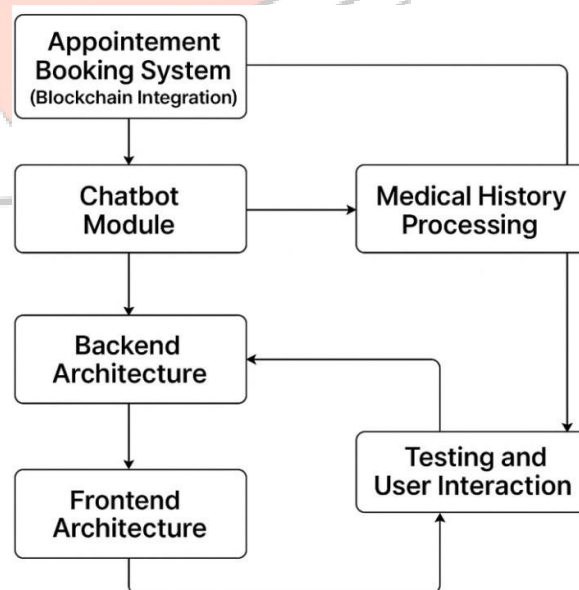 Appointement
Booking System
(Blockchain Integration)
Chatbot
Module
Medical History
Processing
Backend
Architecture
Testing and
User Interaction
Frontend
Architecture